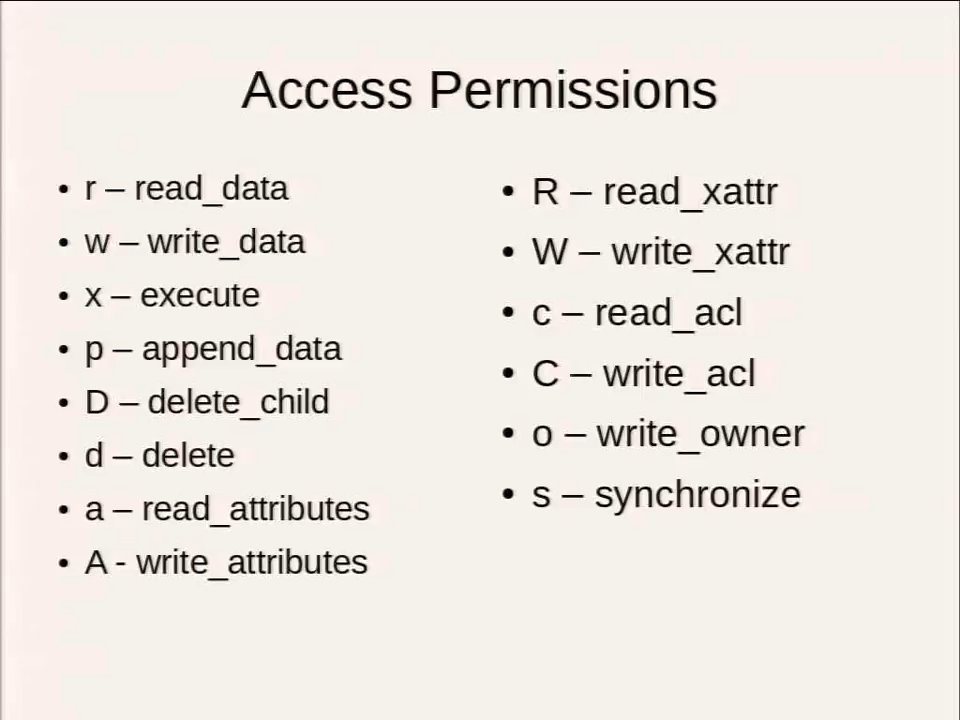 Access Permissions
• r – read_data
• w – write_data
• x – execute
• p – append_data
• D – delete_child
• d – delete
• a – read_attributes
• A - write_attributes
• R – read_xattr
• W – write_xattr
• c – read_acl
• C – write_acl
• o – write_owner
• s – synchronize